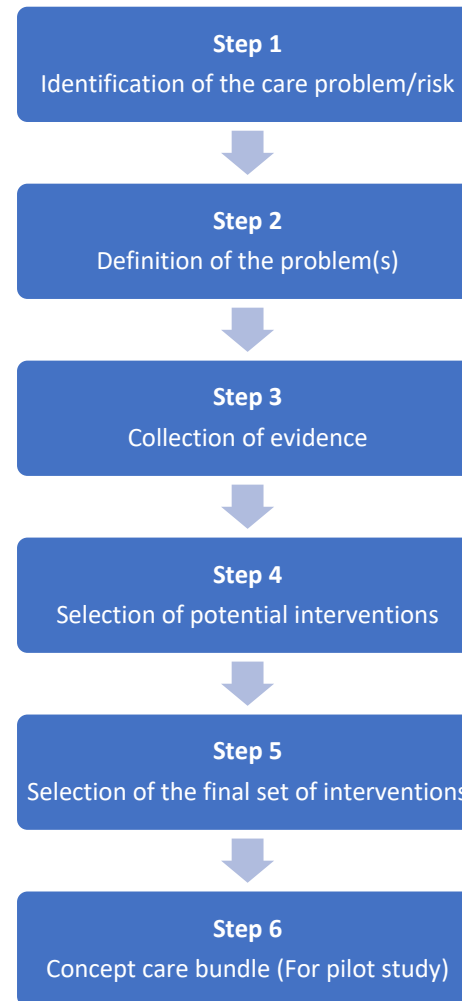 Step 1
Identification of the care problem/risk
Step 2
Definition of the problem(s)
Step 3
Collection of evidence
Step 4
Selection of potential interventions
Step 5
Selection of the final set of interventions
Step 6
Concept care bundle (For pilot study)